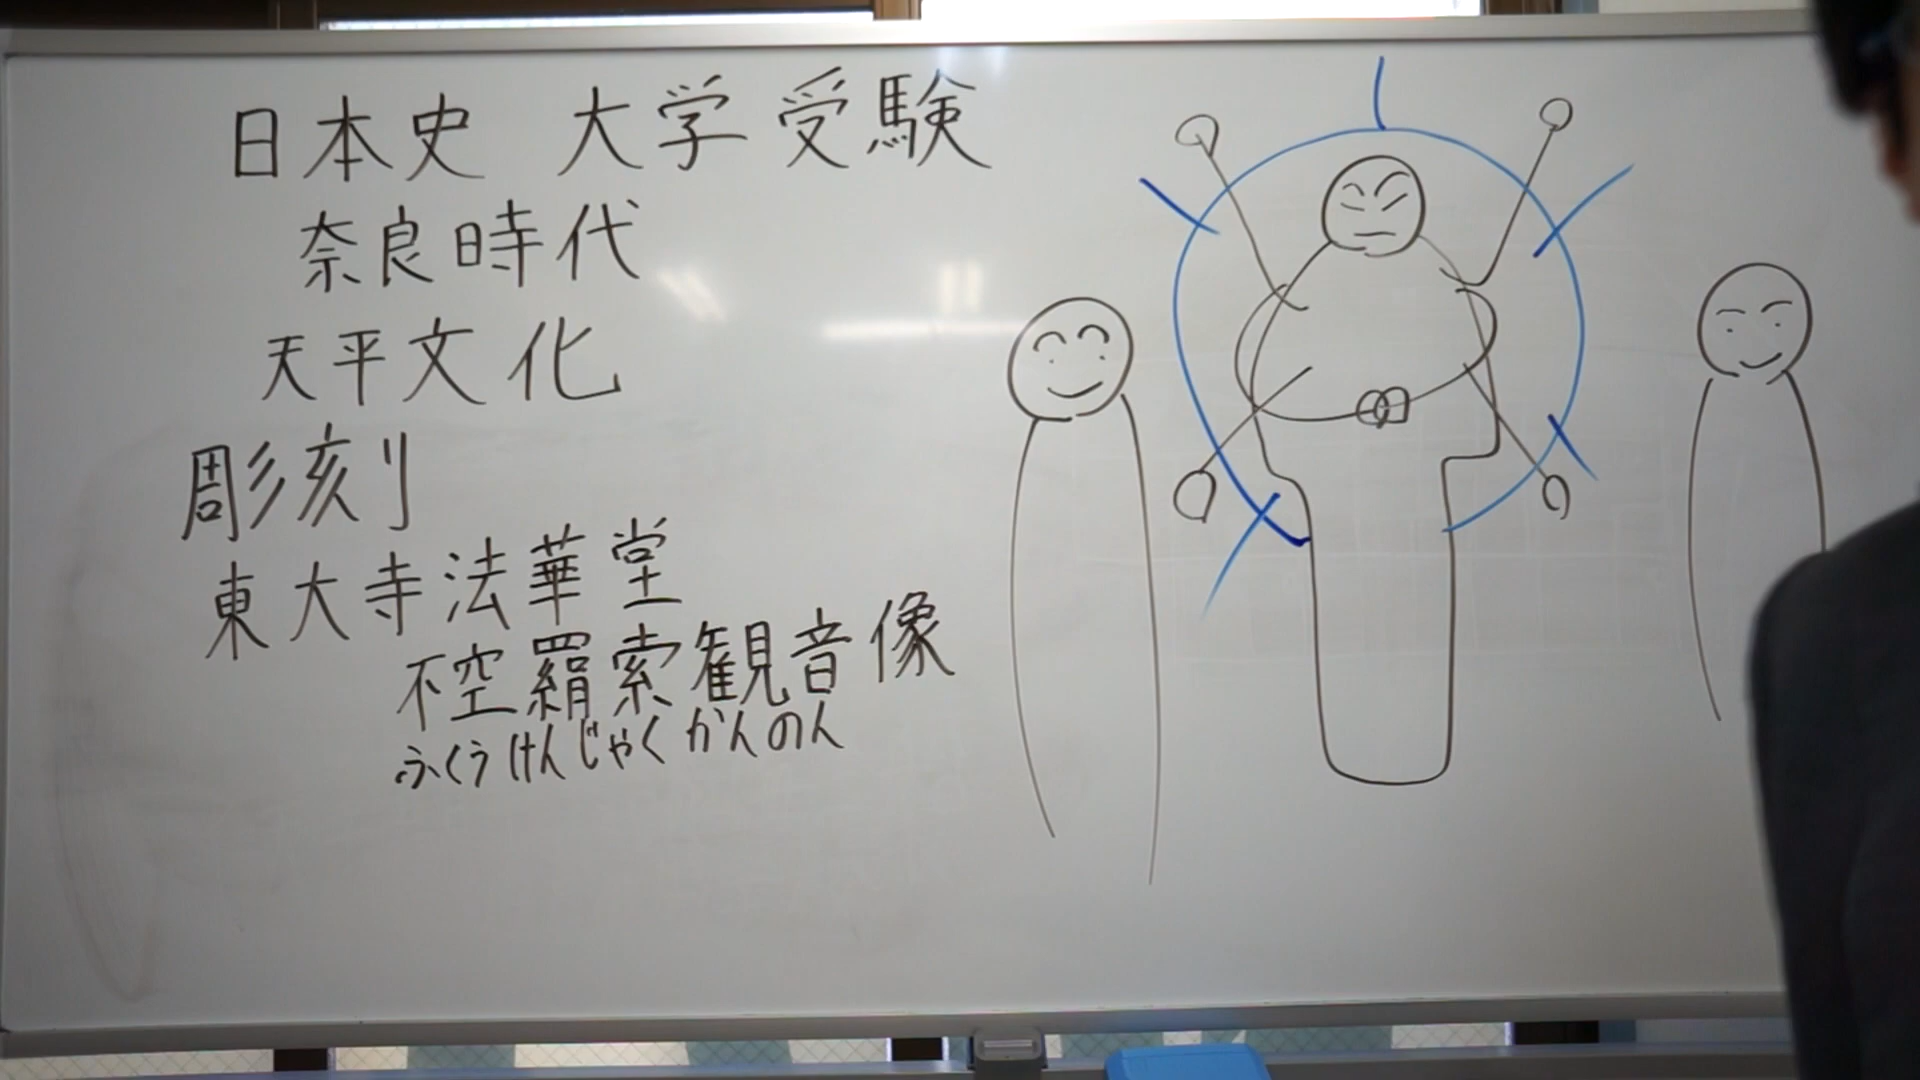 日本史 大学受験
奈良時代
天平文化
彫刻
東大寺法華堂
不空羂索観音像
ふくうけんじゃくかんのん